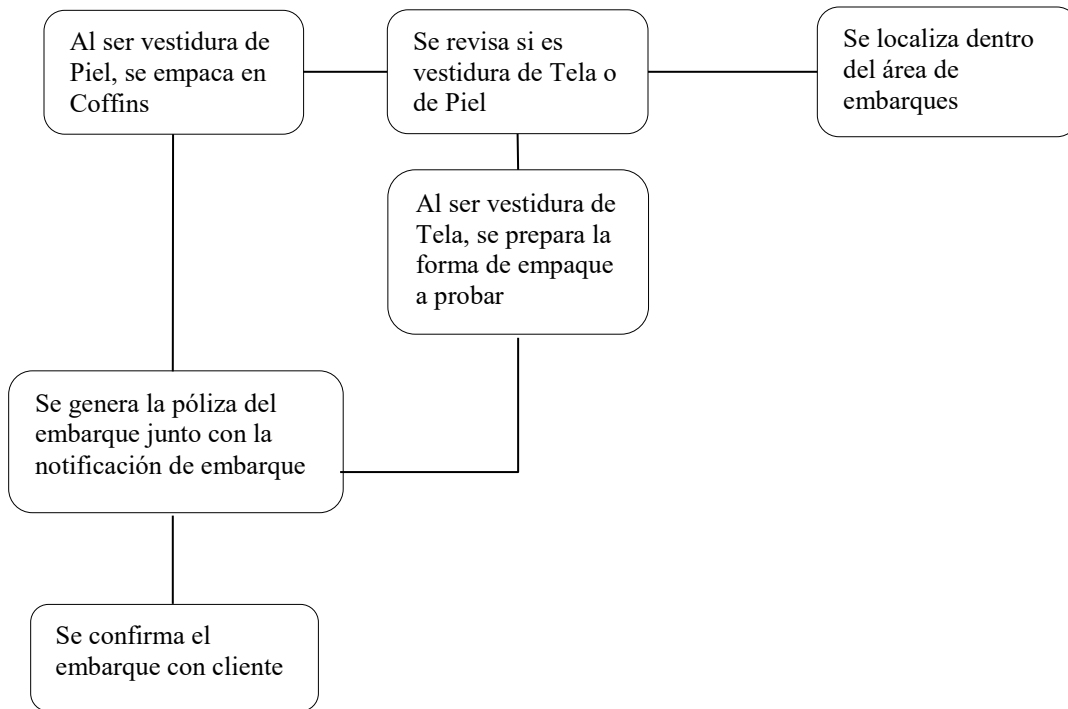 Al ser vestidura de
Piel, se empaca en
Coffins
Se revisa si es
vestidura de Tela o
de Piel
Se localiza dentro
del área de
embarques
Al ser vestidura de
Tela, se prepara la
forma de empaque
a probar
Se genera la póliza del
embarque junto con la
notificación de embarque
Se confirma el
embarque con cliente